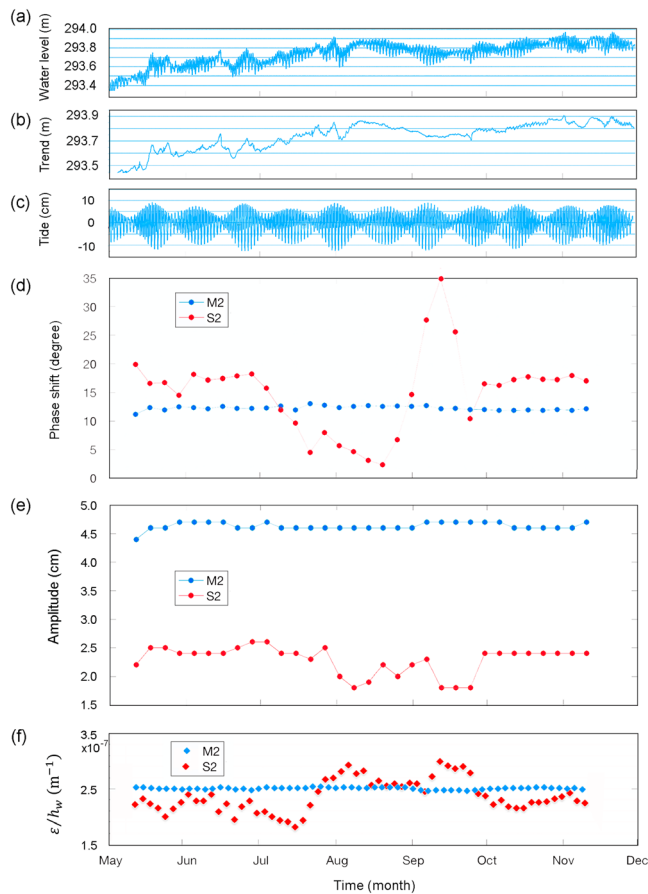 (a)
Water level (m)
294.0
293.8
293.6
293.4
(b)
Trend (m)
293.9
293.7
293.5
(c)
Tide (cm)
10
0
-10
(d)
Phase shift (degree)
35
30
25
20
15
10
5
0
M2
S2
(e)
Amplitude (cm)
5.0
4.5
4.0
3.5
3.0
2.5
2.0
1.5
M2
S2
(f)
ε/h_w (m⁻¹)
3.5
x10⁻⁷
2.5
1.5
M2
S2
May Jun Jul Aug Sep Oct Nov Dec
Time (month)